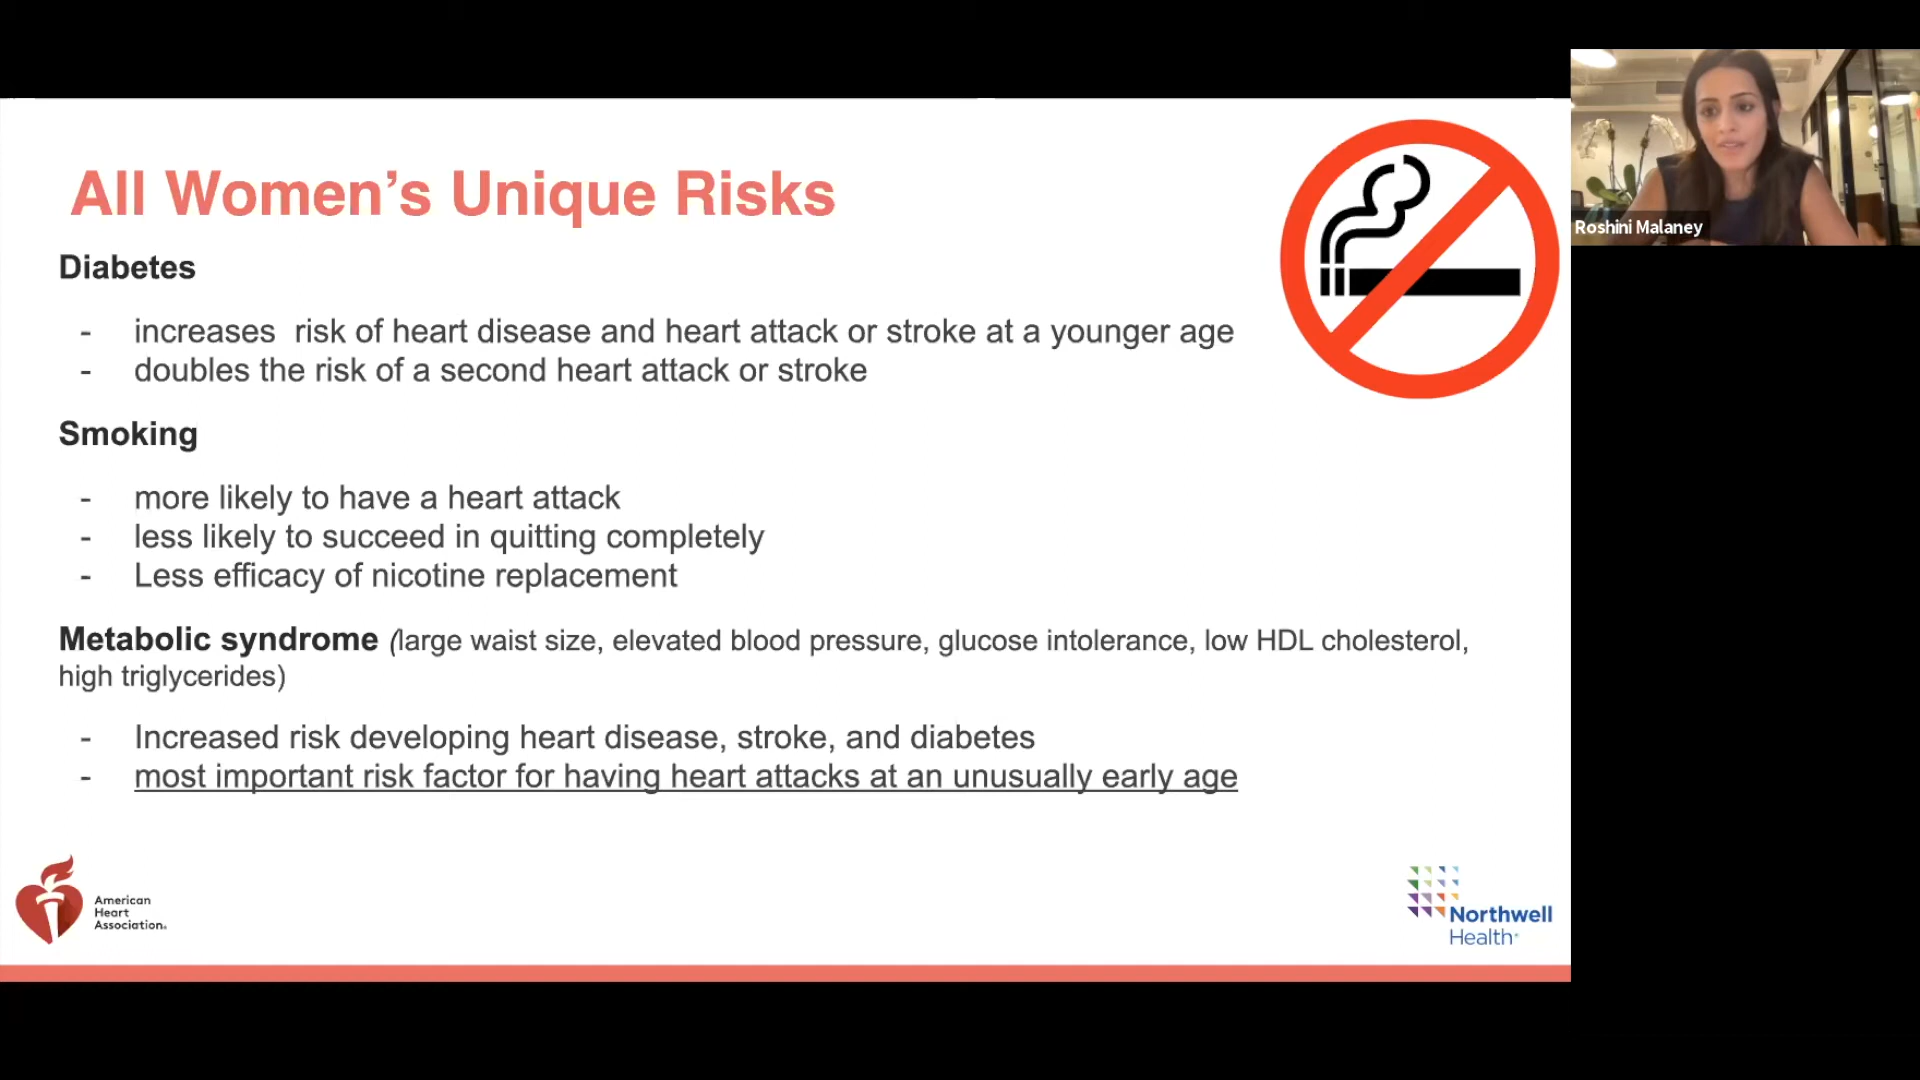 All Women's Unique Risks
Diabetes
- increases risk of heart disease and heart attack or stroke at a younger age
- doubles the risk of a second heart attack or stroke
Smoking
- more likely to have a heart attack
- less likely to succeed in quitting completely
- Less efficacy of nicotine replacement
Metabolic syndrome (large waist size, elevated blood pressure, glucose intolerance, low HDL cholesterol,
high triglycerides)
- Increased risk developing heart disease, stroke, and diabetes
- most important risk factor for having heart attacks at an unusually early age
American
Heart
Association.
Northwell
Health
Roshini Malaney